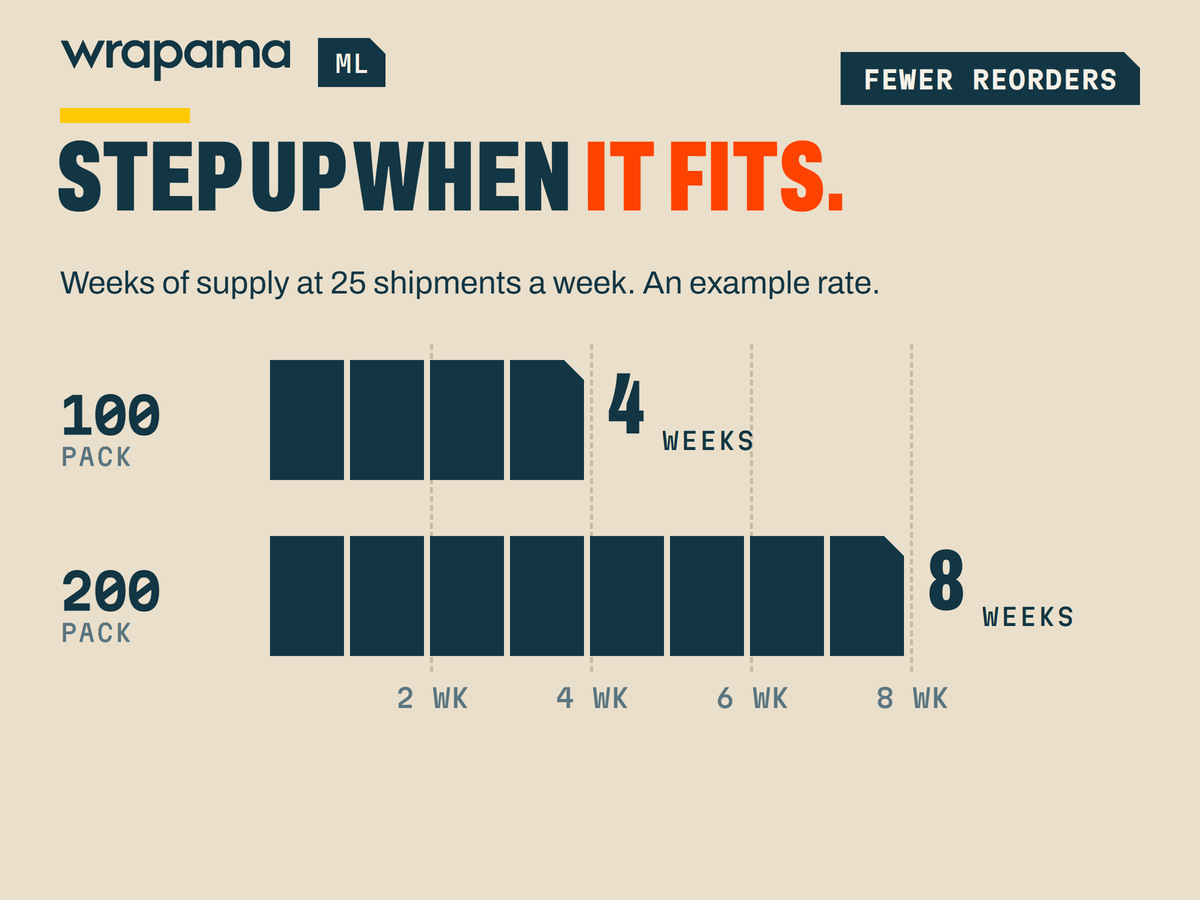 wrapama
ML
FEWER REORDERS
STEP UP WHEN IT FITS.
Weeks of supply at 25 shipments a week. An example rate.
100
PACK
4 WEEKS
200
PACK
8 WEEKS
2 WK 4 WK 6 WK 8 WK